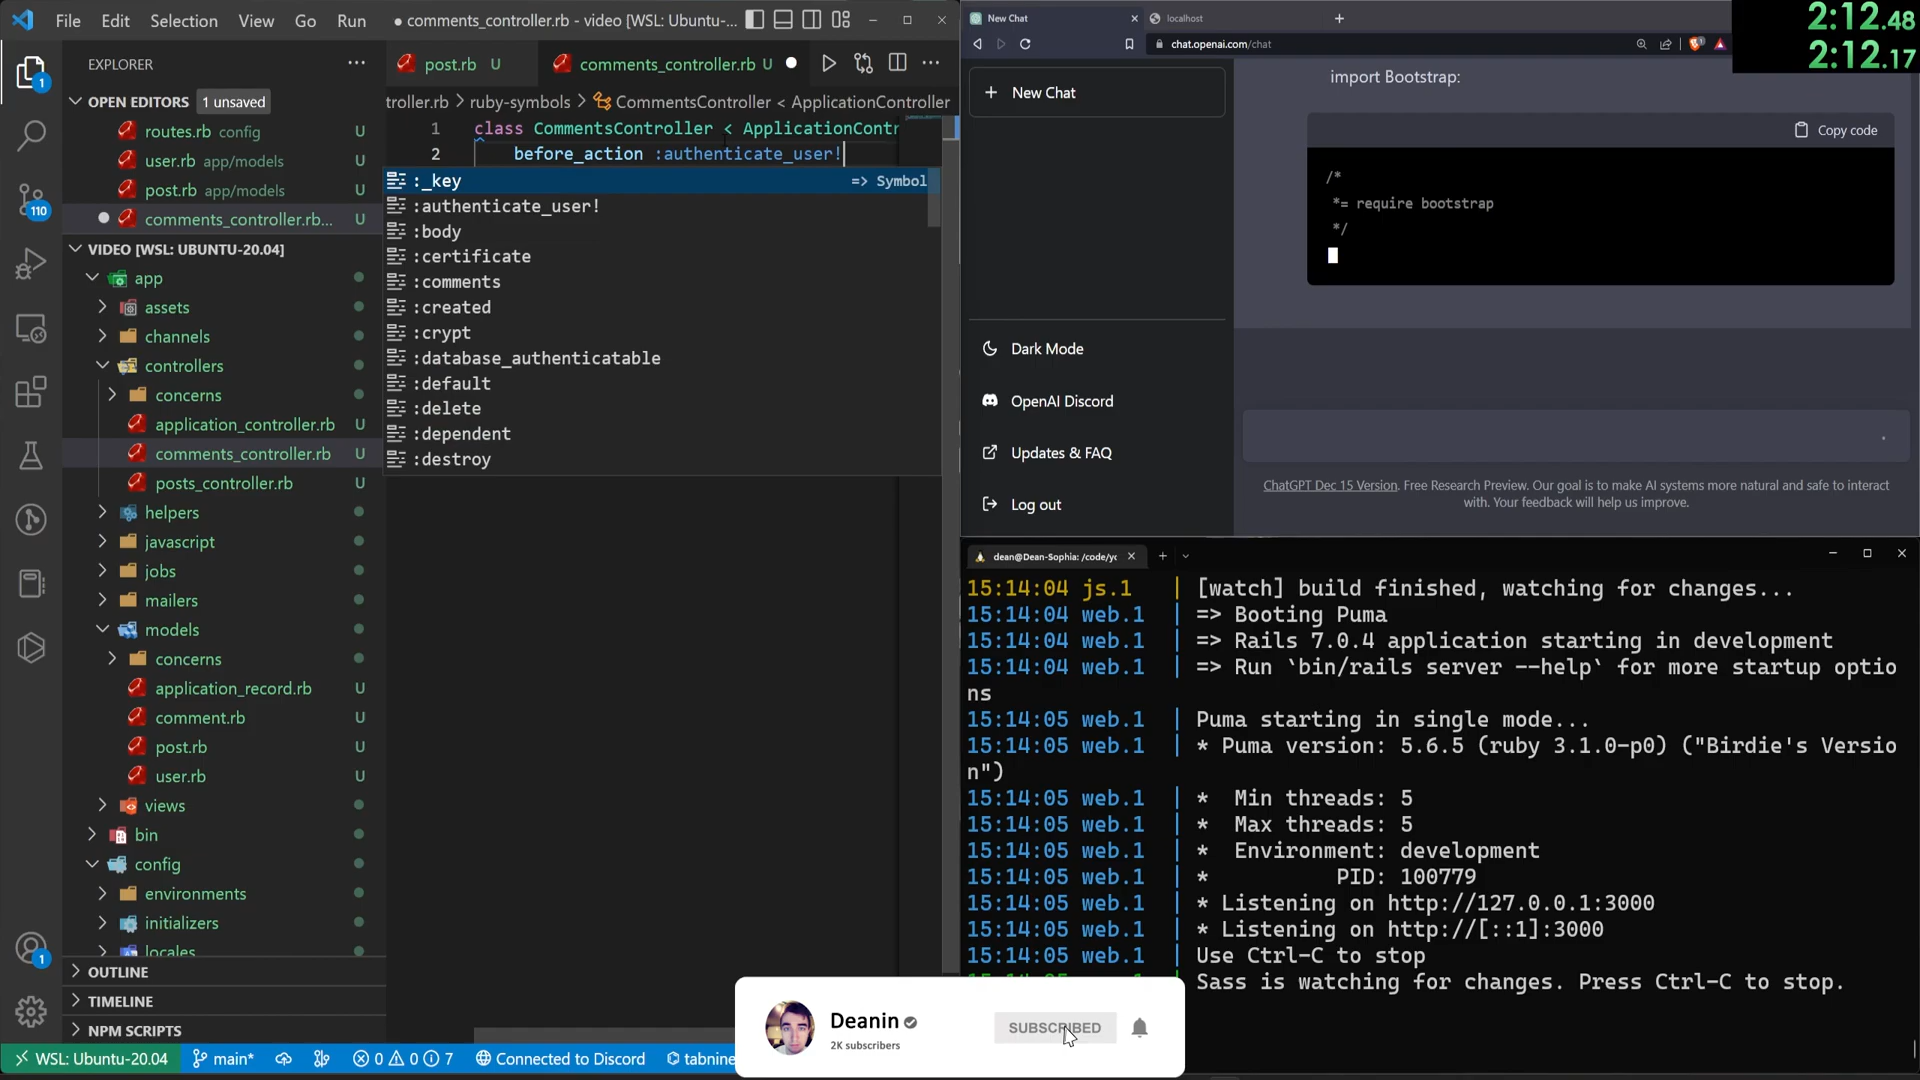 File Edit Selection View Go Run
● comments_controller.rb - video [WSL: Ubuntu-...
EXPLORER
OPEN EDITORS 1 unsaved
routes.rb config U
user.rb app/models U
post.rb app/models U
comments_controller.rb... U
VIDEO [WSL: UBUNTU-20.04]
app
assets
channels
controllers
concerns
application_controller.rb U
comments_controller.rb U
posts_controller.rb U
helpers
javascript
jobs
mailers
models
concerns
application_record.rb U
comment.rb U
post.rb U
user.rb U
views
bin
config
environments
initializers
locales
OUTLINE
TIMELINE
NPM SCRIPTS
1
110
1
post.rb U
comments_controller.rb U
troller.rb > ruby-symbols > CommentsController < ApplicationController
1 class CommentsController < ApplicationContr
2 before_action :authenticate_user!
:_key => Symbol
:authenticate_user!
:body
:certificate
:comments
:created
:crypt
:database_authenticatable
:default
:delete
:dependent
:destroy
WSL: Ubuntu-20.04 main* 0 0 7 Connected to Discord tabnine
New Chat
localhost
chat.openai.com/chat
2:12.48
2:12.17
New Chat
Dark Mode
OpenAI Discord
Updates & FAQ
Log out
import Bootstrap:
Copy code
/*
*= require bootstrap
*/
ChatGPT Dec 15 Version. Free Research Preview. Our goal is to make AI systems more natural and safe to interact
with. Your feedback will help us improve.
dean@Dean-Sophia: /code/yo
15:14:04 js.1 | [watch] build finished, watching for changes...
15:14:04 web.1 | => Booting Puma
15:14:04 web.1 | => Rails 7.0.4 application starting in development
15:14:04 web.1 | => Run `bin/rails server --help` for more startup optio
ns
15:14:05 web.1 | Puma starting in single mode...
15:14:05 web.1 | * Puma version: 5.6.5 (ruby 3.1.0-p0) ("Birdie's Versio
n")
15:14:05 web.1 | * Min threads: 5
15:14:05 web.1 | * Max threads: 5
15:14:05 web.1 | * Environment: development
15:14:05 web.1 | * PID: 100779
15:14:05 web.1 | * Listening on http://127.0.0.1:3000
15:14:05 web.1 | * Listening on http://[::1]:3000
15:14:05 web.1 | Use Ctrl-C to stop
Sass is watching for changes. Press Ctrl-C to stop.
Deanin
2K subscribers
SUBSCRIBED